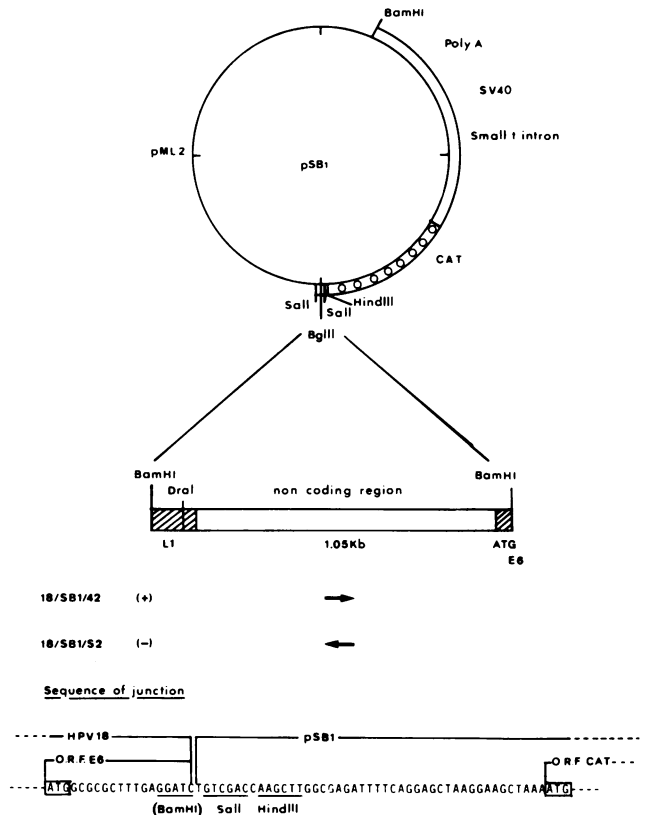 BamHI
Poly A
SV40
Small t intron
pML2
pSB1
CAT
SalI
SalI
HindIII
BglII
BamHI
BamHI
DraI
non coding region
L1
1.05Kb
ATG
E6
18/SB1/42 (+)
18/SB1/S2 (-)
Sequence of junction
HPV18
pSB1
O.R.F. E6
ORF CAT
ATGGCGCGCTTTGAGGATCTGTCGACCAAGCTTGGCGAGATTTTCAGGAGCTAAGGAAGCTAAAATG
(BamHI) SalI HindIII